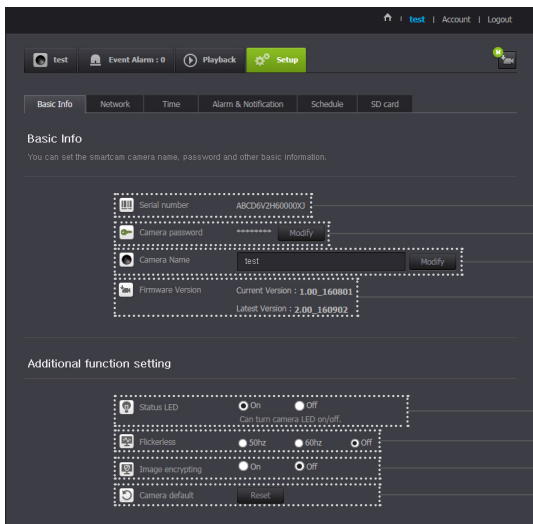 test | Account | Logout
test Event Alarm : 0 Playback Setup
Basic Info Network Time Alarm & Notification Schedule SD card
Basic Info
You can set the smartcam camera name, password and other basic information.
Serial number ABCD6V2H60000XJ
Camera password ******** Modify
Camera Name test Modify
Firmware Version Current Version : 1.00_160801
Latest Version : 2.00_160902
Additional function setting
Status LED On Off
Can turn camera LED on/off.
Flickerless 50hz 60hz Off
Image encrypting On Off
Camera default Reset